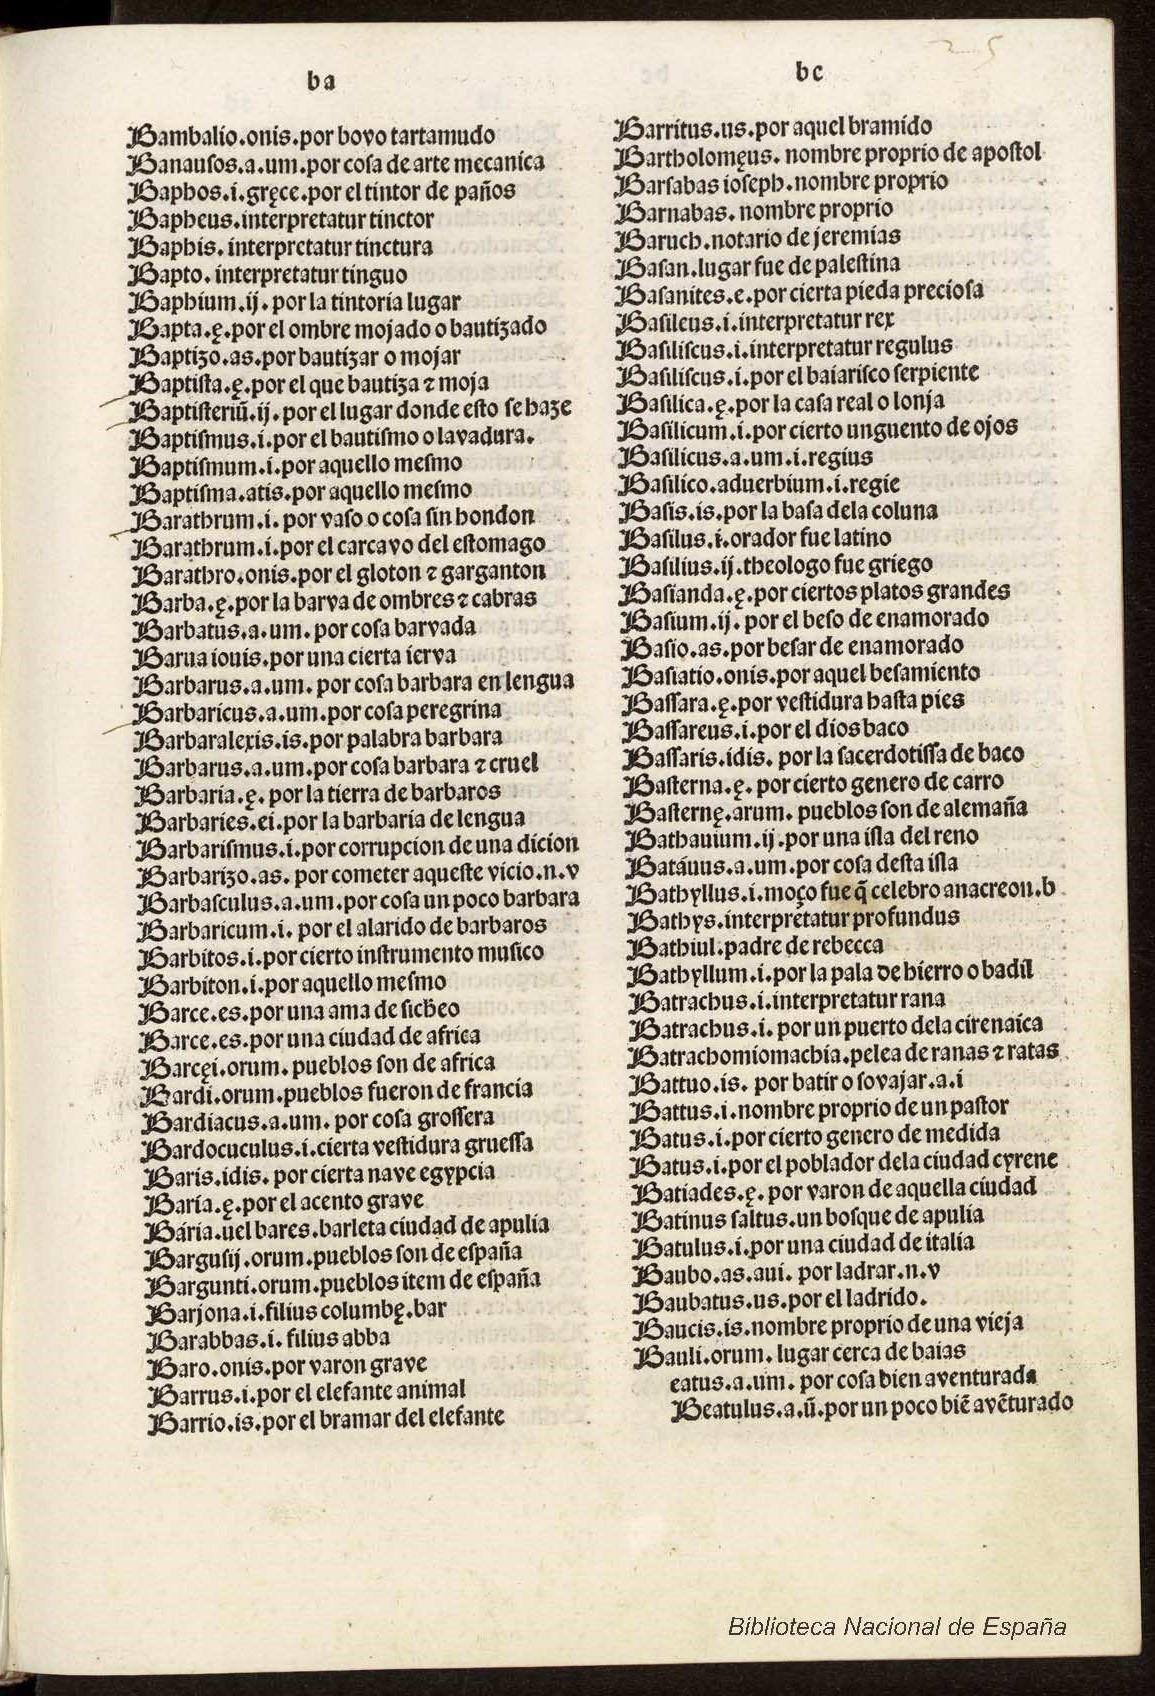 25
ba
Bambalio.onis.por bovo tartamudo
Banausos.a.um.por cosa de arte mecanica
Baphos.i.gręce.por el tintor de paños
Bapheus.interpretatur tinctor
Baphis. interpretatur tinctura
Bapto. interpretatur tinguo
Baphium.ij. por la tintoria lugar
Bapta.ę.por el ombre mojado o bautizado
Baptizo.as.por bautizar o mojar
Baptista.ę.por el que bautiza ⁊ moja
Baptisteriũ.ij. por el lugar donde esto se haze
Baptismus.i.por el bautismo o lavadura.
Baptismum.i.por aquello mesmo
Baptisma.atis.por aquello mesmo
Barathrum.i. por vaso o cosa sin hondon
Barathrum.i.por el carcavo del estomago
Barathro.onis.por el gloton ⁊ garganton
Barba.ę.por la barva de ombres ⁊ cabras
Barbatus.a.um. por cosa barvada
Barua iouis.por una cierta ierva
Barbarus.a.um. por cosa barbara en lengua
Barbaricus.a.um.por cosa peregrina
Barbaralexis.is.por palabra barbara
Barbarus.a.um.por cosa barbara ⁊ cruel
Barbaria.ę. por la tierra de barbaros
Barbaries.ei.por la barbaria de lengua
Barbarismus.i.por corrupcion de una dicion
Barbarizo.as. por cometer aqueste vicio.n.v
Barbasculus.a.um.por cosa un poco barbara
Barbaricum.i. por el alarido de barbaros
Barbitos.i.por cierto instrumento musico
Barbiton.i.por aquello mesmo
Barce.es.por una ama de sicheo
Barce.es.por una ciudad de africa
Barcęi.orum. pueblos son de africa
Bardi.orum.pueblos fueron de francia
Bardiacus.a.um. por cosa grossera
Bardocuculus.i.cierta vestidura gruessa
Baris.idis. por cierta nave egypcia
Baria.ę.por el acento grave
Bária.uel bares.barleta ciudad de apulia
Bargusij.orum.pueblos son de españa
Bargunti.orum.pueblos item de españa
Barjona.i.filius columbę.bar
Barabbas.i. filius abba
Baro.onis.por varon grave
Barrus.i.por el elefante animal
Barrio.is.por el bramar del elefante
be
Barritus.us.por aquel bramido
Bartholomęus. nombre proprio de apostol
Barsabas ioseph.nombre proprio
Barnabas. nombre proprio
Baruch.notario de jeremias
Basan.lugar fue de palestina
Basanites.e.por cierta pieda preciosa
Basileus.i.interpretatur rex
Basiliscus.i.interpretatur regulus
Basiliscus.i.por el baiarisco serpiente
Basilica.ę.por la casa real o lonja
Basilicum.i.por cierto unguento de ojos
Basilicus.a.um.i.regius
Basilico.aduerbium.i.regie
Basis.is.por la basa dela coluna
Basilus.i.orador fue latino
Basilius.ij.theologo fue griego
Basianda.ę.por ciertos platos grandes
Basium.ij. por el beso de enamorado
Basio.as.por besar de enamorado
Basiatio.onis.por aquel besamiento
Bassara.ę.por vestidura hasta pies
Bassareus.i.por el dios baco
Bassaris.idis. por la sacerdotissa de baco
Basterna.ę. por cierto genero de carro
Basternę.arum. pueblos son de alemaña
Bathauium.ij.por una isla del reno
Batáuus.a.um.por cosa desta isla
Bathyllus.i.moço fue q̃ celebro anacreon.b
Bathys.interpretatur profundus
Bathiul.padre de rebecca
Bathyllum.i.por la pala de hierro o badil
Batrachus.i.interpretatur rana
Batrachus.i. por un puerto dela cirenaica
Batrachomiomachia.pelea de ranas ⁊ ratas
Battuo.is. por batir o sovajar.a.i
Battus.i.nombre proprio de un pastor
Batus.i.por cierto genero de medida
Batus.i.por el poblador dela ciudad cyrene
Batiades.ę. por varon de aquella ciudad
Batinus saltus.un bosque de apulia
Batulus.i.por una ciudad de italia
Baubo.as.aui. por ladrar.n.v
Baubatus.us.por el ladrido.
Baucis.is.nombre proprio de una vieja
Bauli.orum. lugar cerca de baias
eatus.a.um. por cosa bien aventurada
Beatulus.a.ũ.por un poco biẽ avẽturado
Biblioteca Nacional de España